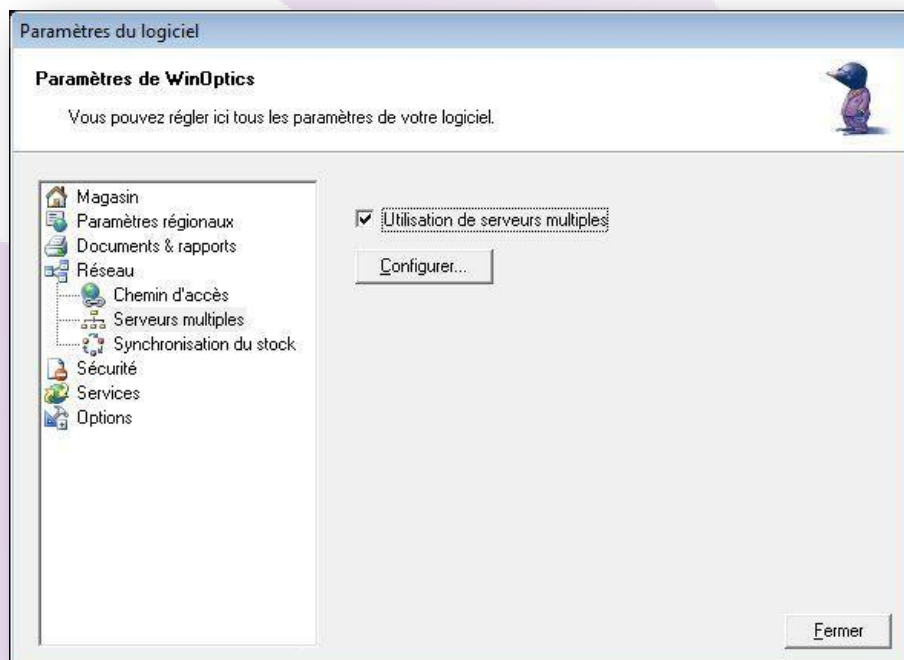 Paramètres du logiciel
Paramètres de WinOptics
Vous pouvez régler ici tous les paramètres de votre logiciel.
Magasin
Paramètres régionaux
Documents & rapports
Réseau
Chemin d'accès
Serveurs multiples
Synchronisation du stock
Sécurité
Services
Options
Utilisation de serveurs multiples
Configurer...
Fermer